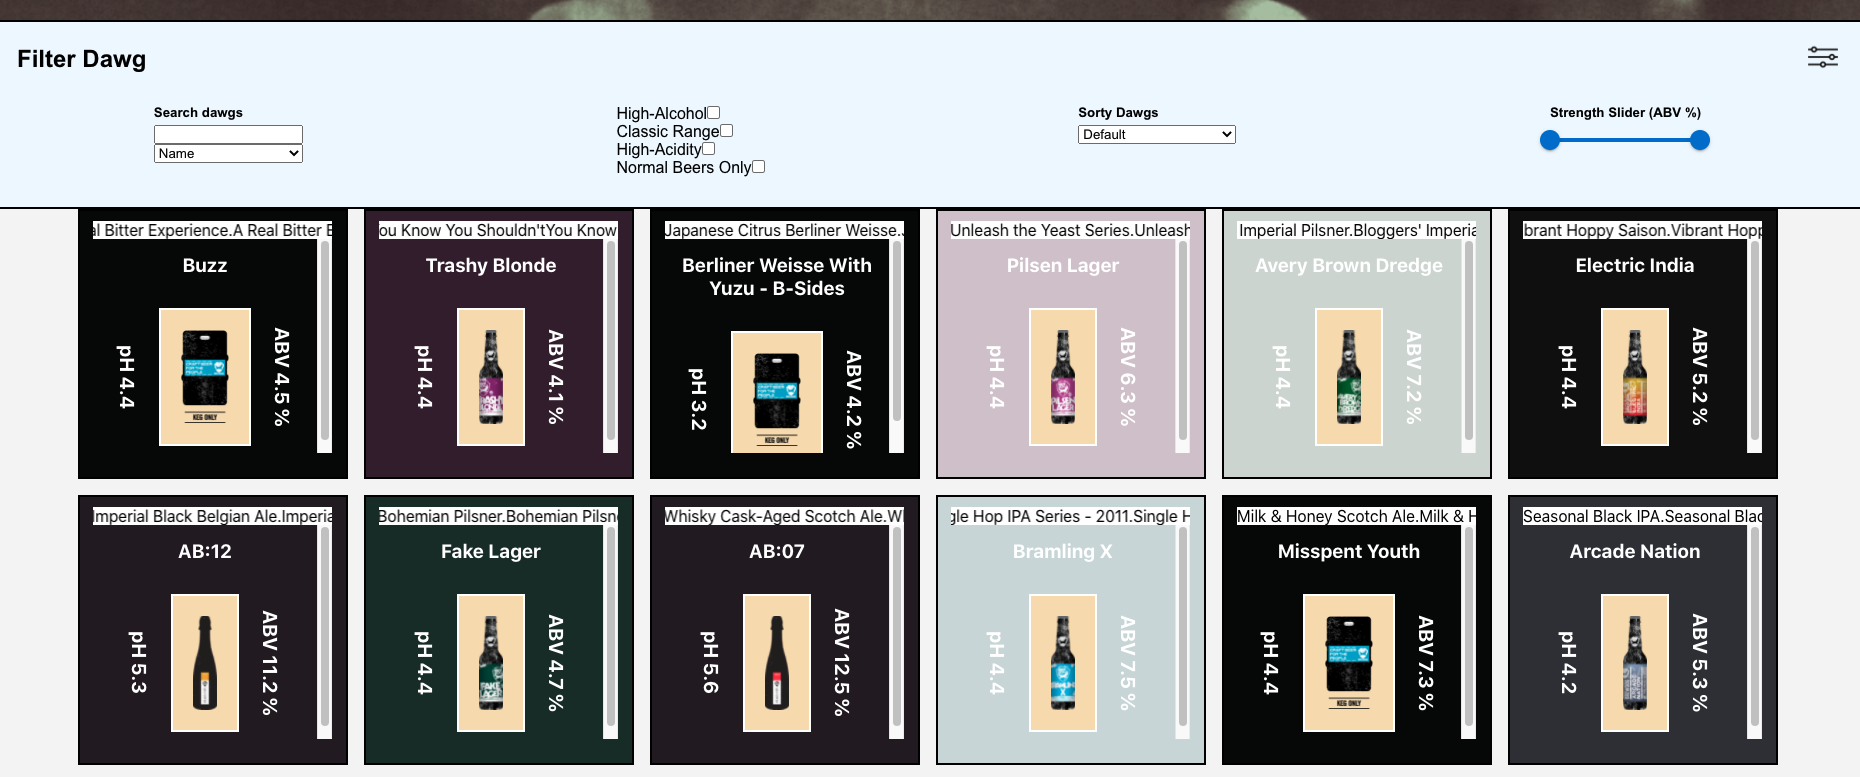 Filter Dawg
Search dawgs
Name
High-Alcohol
Classic Range
High-Acidity
Normal Beers Only
Sorty Dawgs
Default
Strength Slider (ABV %)
al Bitter Experience.A Real Bitter E
Buzz
pH 4.4
KEG ONLY
ABV 4.5 %
ou Know You Shouldn'tYou Know
Trashy Blonde
pH 4.4
ABV 4.1 %
Japanese Citrus Berliner Weisse.J
Berliner Weisse With
Yuzu - B-Sides
pH 3.2
KEG ONLY
ABV 4.2 %
Unleash the Yeast Series.Unleash
Pilsen Lager
pH 4.4
ABV 6.3 %
Imperial Pilsner.Bloggers' Imperia
Avery Brown Dredge
pH 4.4
ABV 7.2 %
brant Hoppy Saison.Vibrant Hopp
Electric India
pH 4.4
ABV 5.2 %
Imperial Black Belgian Ale.Imperia
AB:12
pH 5.3
ABV 11.2 %
Bohemian Pilsner.Bohemian Pilsn
Fake Lager
pH 4.4
FAKE
LAGER
ABV 4.7 %
Whisky Cask-Aged Scotch Ale.W
AB:07
pH 5.6
ABV 12.5 %
gle Hop IPA Series - 2011.Single H
Bramling X
pH 4.4
ABV 7.5 %
Milk & Honey Scotch Ale.Milk & H
Misspent Youth
pH 4.4
KEG ONLY
ABV 7.3 %
Seasonal Black IPA.Seasonal Blac
Arcade Nation
pH 4.2
ABV 5.3 %